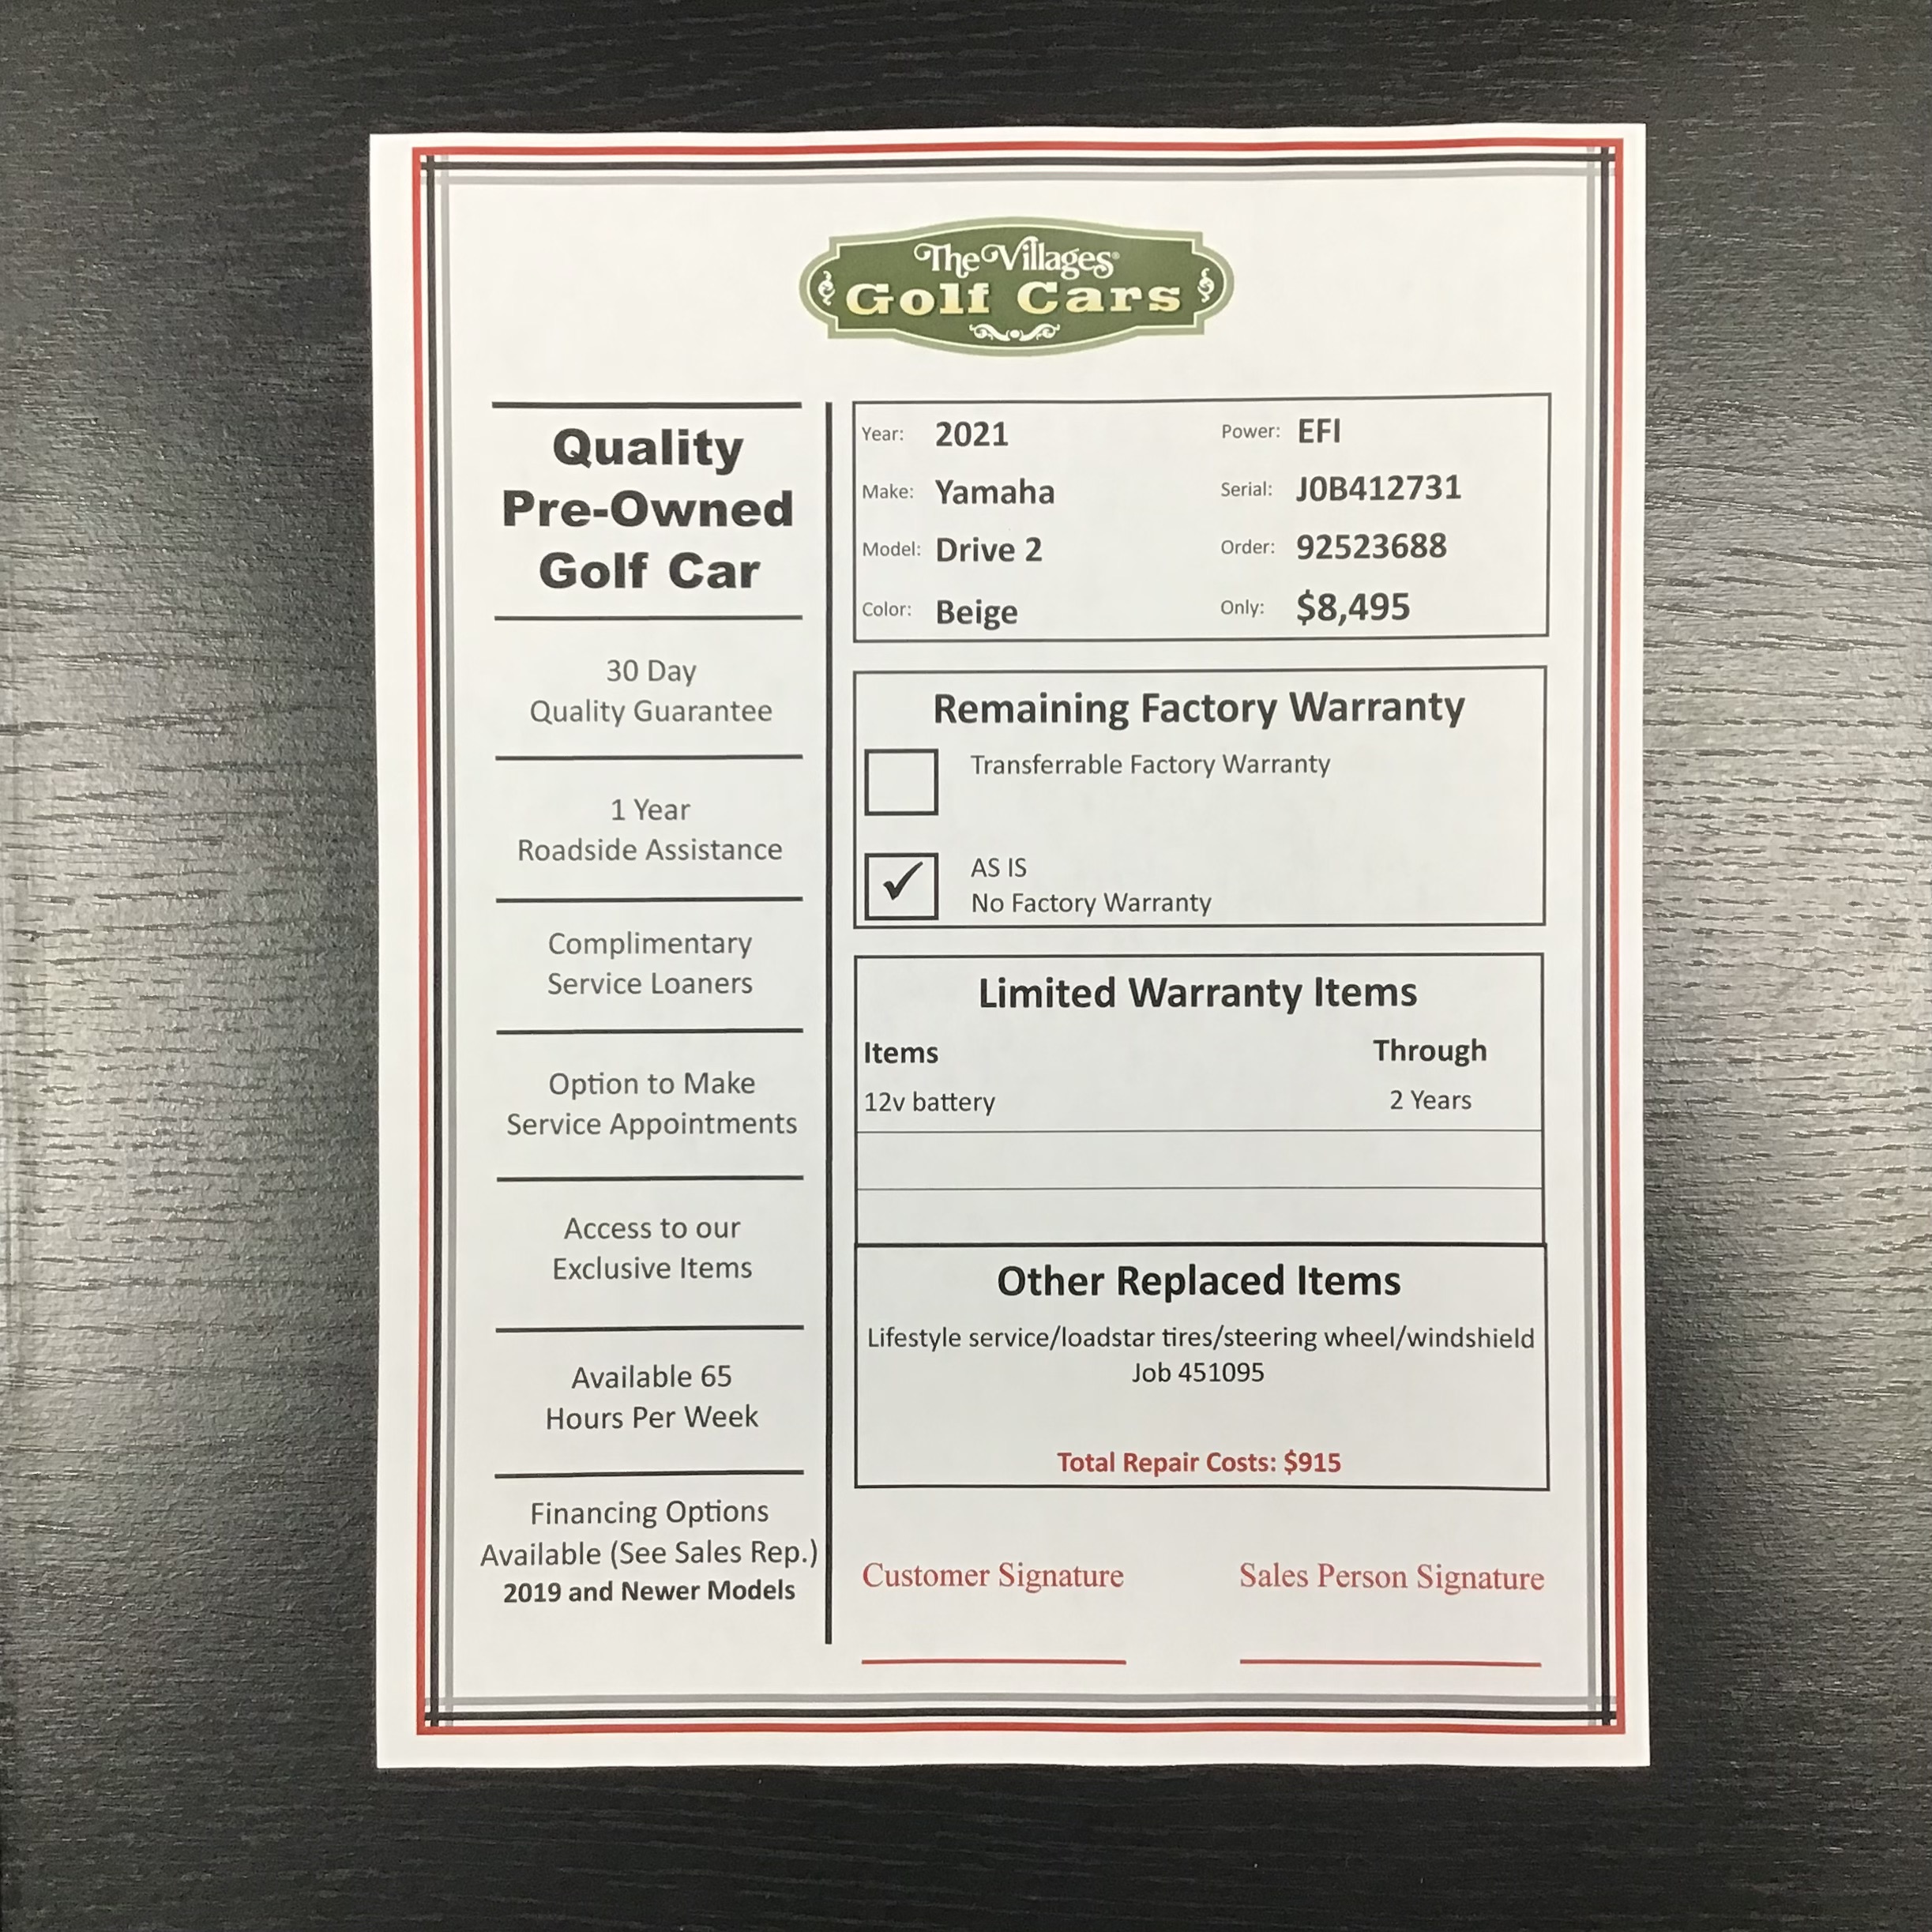 The Villages®
Golf Cars
Quality
Pre-Owned
Golf Car
30 Day
Quality Guarantee
1 Year
Roadside Assistance
Complimentary
Service Loaners
Option to Make
Service Appointments
Access to our
Exclusive Items
Available 65
Hours Per Week
Financing Options
Available (See Sales Rep.)
2019 and Newer Models
Year: 2021 Power: EFI
Make: Yamaha Serial: J0B412731
Model: Drive 2 Order: 92523688
Color: Beige Only: $8,495
Remaining Factory Warranty
Transferrable Factory Warranty
✓ AS IS
No Factory Warranty
Limited Warranty Items
Items Through
12v battery 2 Years
Other Replaced Items
Lifestyle service/loadstar tires/steering wheel/windshield
Job 451095
Total Repair Costs: $915
Customer Signature Sales Person Signature